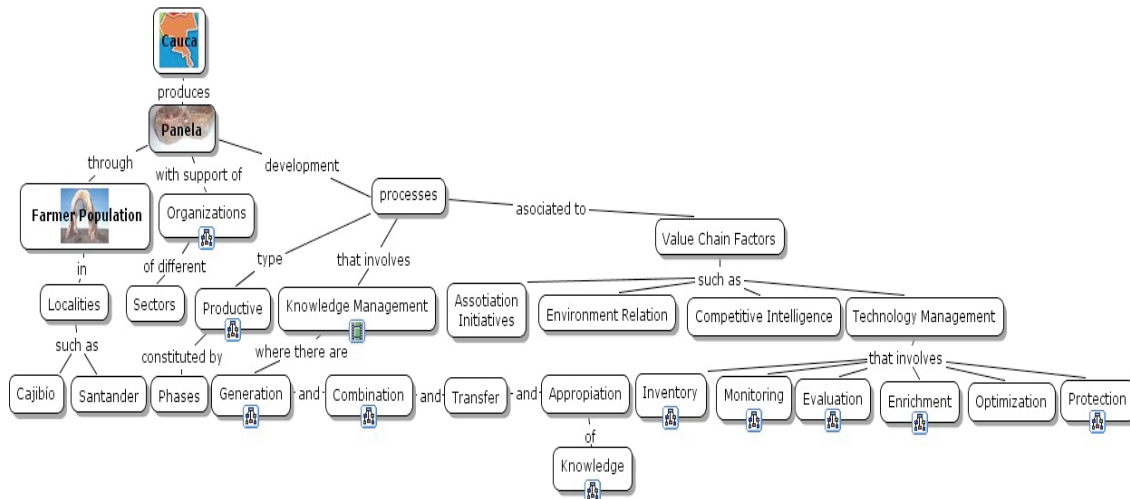 Cauca
produces
Panela
through
with support of
development
processes
Farmer Population
Organizations
asociated to
Value Chain Factors
in
of different
type
that involves
such as
Localities
Sectors
Productive
Knowledge Management
Assotiation
Initiatives
Environment Relation
Competitive Intelligence
Technology Management
such as
constituted by
where there are
that involves
Cajibío
Santander
Phases
Generation
and
Combination
and
Transfer
and
Appropiation
Inventory
Monitoring
Evaluation
Enrichment
Optimization
Protection
of
Knowledge